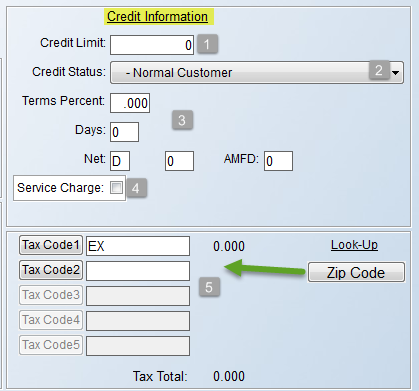 Credit Information
Credit Limit: 0 1
Credit Status: - Normal Customer 2
Terms Percent: .000
3
Days: 0
Net: D 0 AMFD: 0
Service Charge: 4
Tax Code1 EX 0.000 Look-Up
Tax Code2 Zip Code
Tax Code3 5
Tax Code4
Tax Code5
Tax Total: 0.000